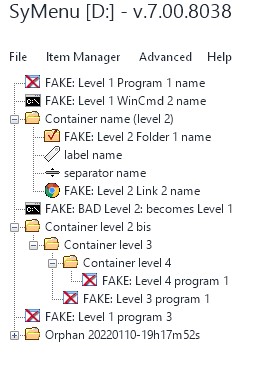 SyMenu [D:] - v.7.00.8038
File Item Manager Advanced Help
FAKE: Level 1 Program 1 name
FAKE: Level 1 WinCmd 2 name
Container name (level 2)
FAKE: Level 2 Folder 1 name
label name
separator name
FAKE: Level 2 Link 2 name
FAKE: BAD Level 2: becomes Level 1
Container level 2 bis
Container level 3
Container level 4
FAKE: Level 4 program 1
FAKE: Level 3 program 1
FAKE: Level 1 program 3
Orphan 20220110-19h17m52s